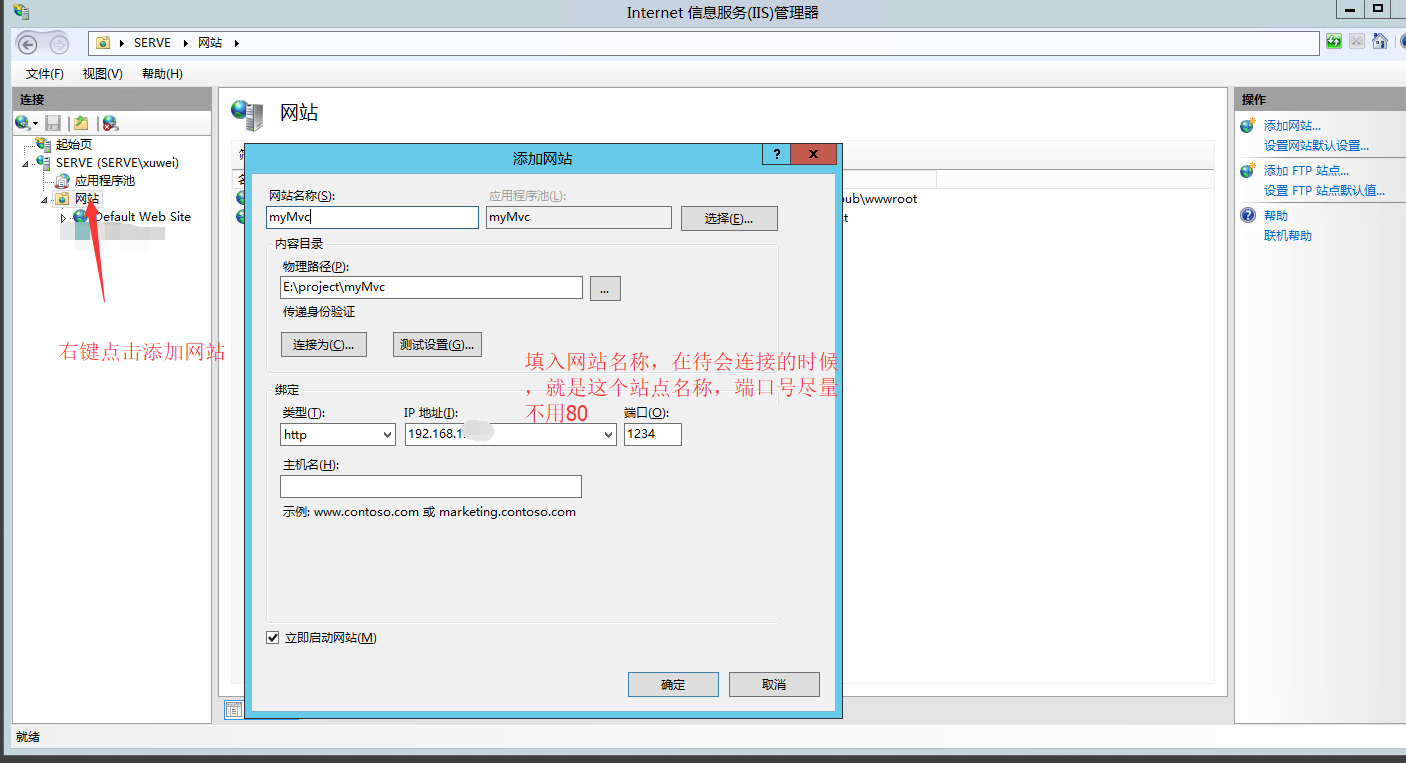 Internet 信息服务(IIS)管理器
SERVE
网站
文件(F)
视图(V)
帮助(H)
连接
起始页
SERVE (SERVE\xuwei)
应用程序池
网站
Default Web Site
右键点击添加网站
网站
添加网站
?
x
网站名称(S):
应用程序池(L):
myMvc
myMvc
选择(E)...
内容目录
物理路径(P):
E:\project\myMvc
...
传递身份验证
连接为(C)...
测试设置(G)...
填入网站名称，在待会连接的时候
，就是这个站点名称，端口号尽量
不用80
绑定
类型(T):
IP 地址(I):
端口(O):
http
192.168.1.
1234
主机名(H):
示例: www.contoso.com 或 marketing.contoso.com
立即启动网站(M)
确定
取消
ub\wwwroot
t
操作
添加网站...
设置网站默认设置...
添加 FTP 站点...
设置 FTP 站点默认值...
帮助
联机帮助
就绪